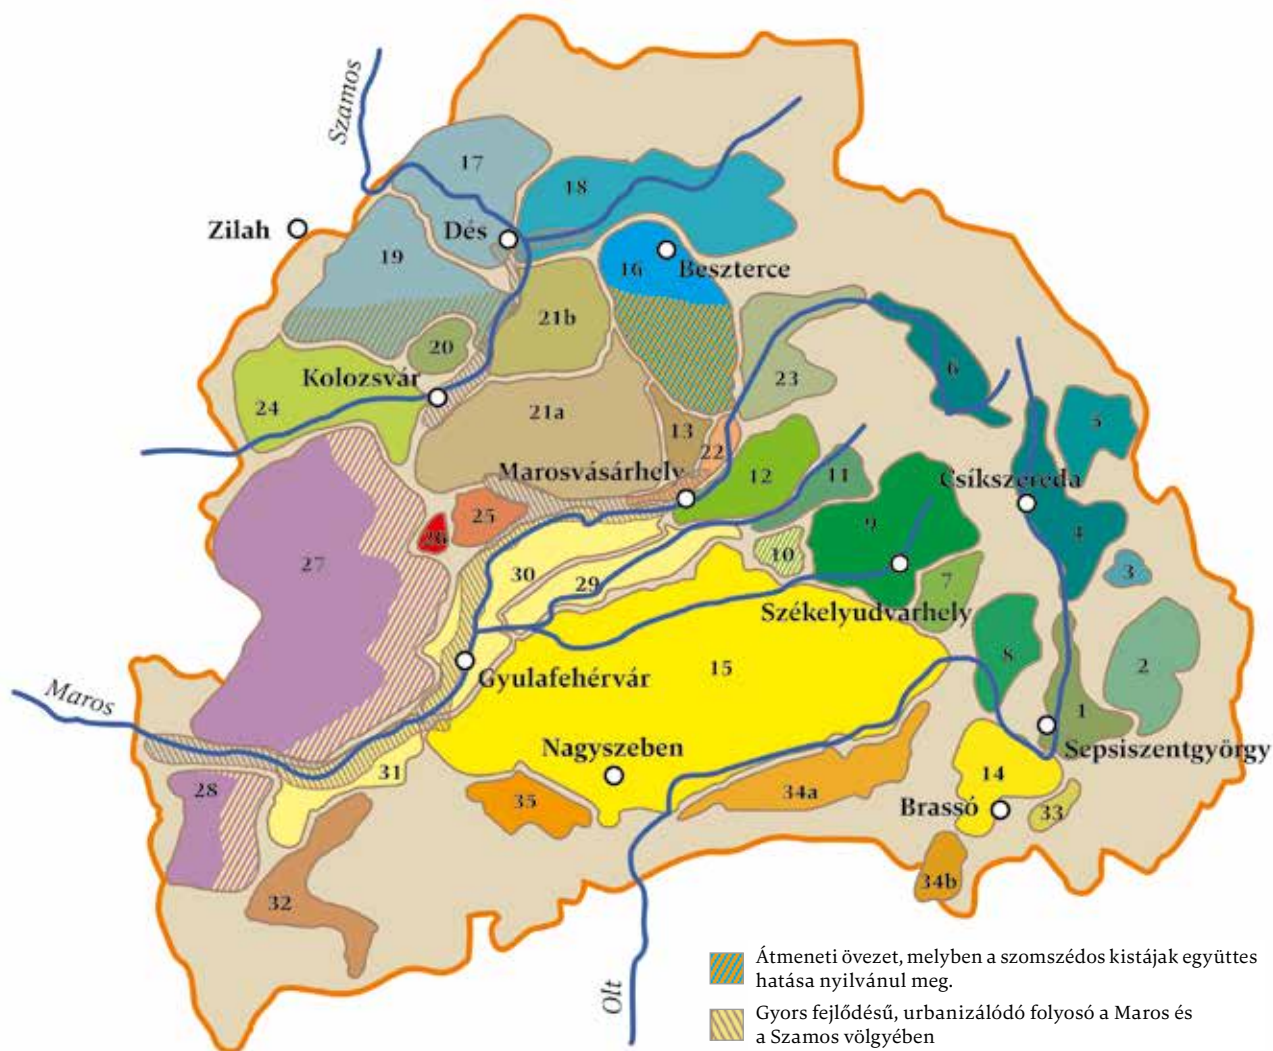 Szamos
17
18
Zilah
Dés
19
16
Beszterce
21b
20
Kolozsvár
24
23
6
5
21a
13
22
Marosvásárhely
12
11
Csíkszereda
25
26
9
4
10
3
27
30
29
7
Székelyudvarhely
8
2
15
Gyulafehérvár
1
Maros
Sepsiszentgyörgy
Nagyszeben
31
14
28
35
34a
Brassó
33
34b
32
Olt
Átmeneti övezet, melyben a szomszédos kistájak együttes
hatása nyilvánul meg.
Gyors fejlődésű, urbanizálódó folyosó a Maros és
a Szamos völgyében